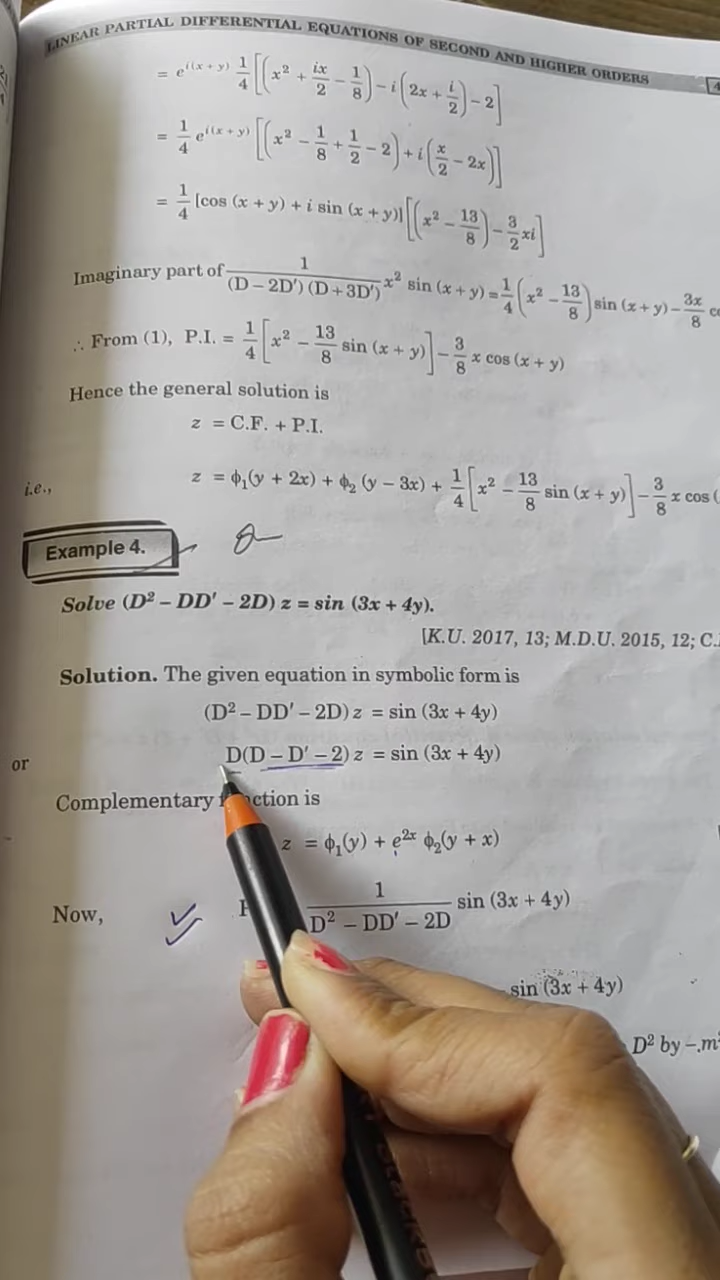 LINEAR PARTIAL DIFFERENTIAL EQUATIONS OF SECOND AND HIGHER ORDERS
= e^{i(x + y)} 1/4 [(x² + ix/2 − 1/8) − i(2x + i/2) − 2]
= 1/4 e^{i(x + y)} [(x² − 1/8 + 1/2 − 2) + i(x/2 − 2x)]
= 1/4 [cos (x + y) + i sin (x + y)] [(x² − 13/8) − 3/2 xi]
Imaginary part of 1/((D − 2D′) (D + 3D′)) x² sin (x + y) = 1/4 (x² − 13/8) sin (x + y) − 3x/8
∴ From (1), P.I. = 1/4 [x² − 13/8 sin (x + y)] − 3/8 x cos (x + y)
Hence the general solution is
z = C.F. + P.I.
i.e., z = ϕ₁(y + 2x) + ϕ₂ (y − 3x) + 1/4 [x² − 13/8 sin (x + y)] − 3/8 x cos (
Example 4.
Solve (D² − DD′ − 2D) z = sin (3x + 4y).
[K.U. 2017, 13; M.D.U. 2015, 12; C.
Solution. The given equation in symbolic form is
(D² − DD′ − 2D) z = sin (3x + 4y)
or D(D − D′ − 2) z = sin (3x + 4y)
Complementary is
z = ϕ₁(y) + e^{2x} ϕ₂(y + x)
Now, 1/(D² − DD′ − 2D) sin (3x + 4y)
sin (3x + 4y)
D² by −m²